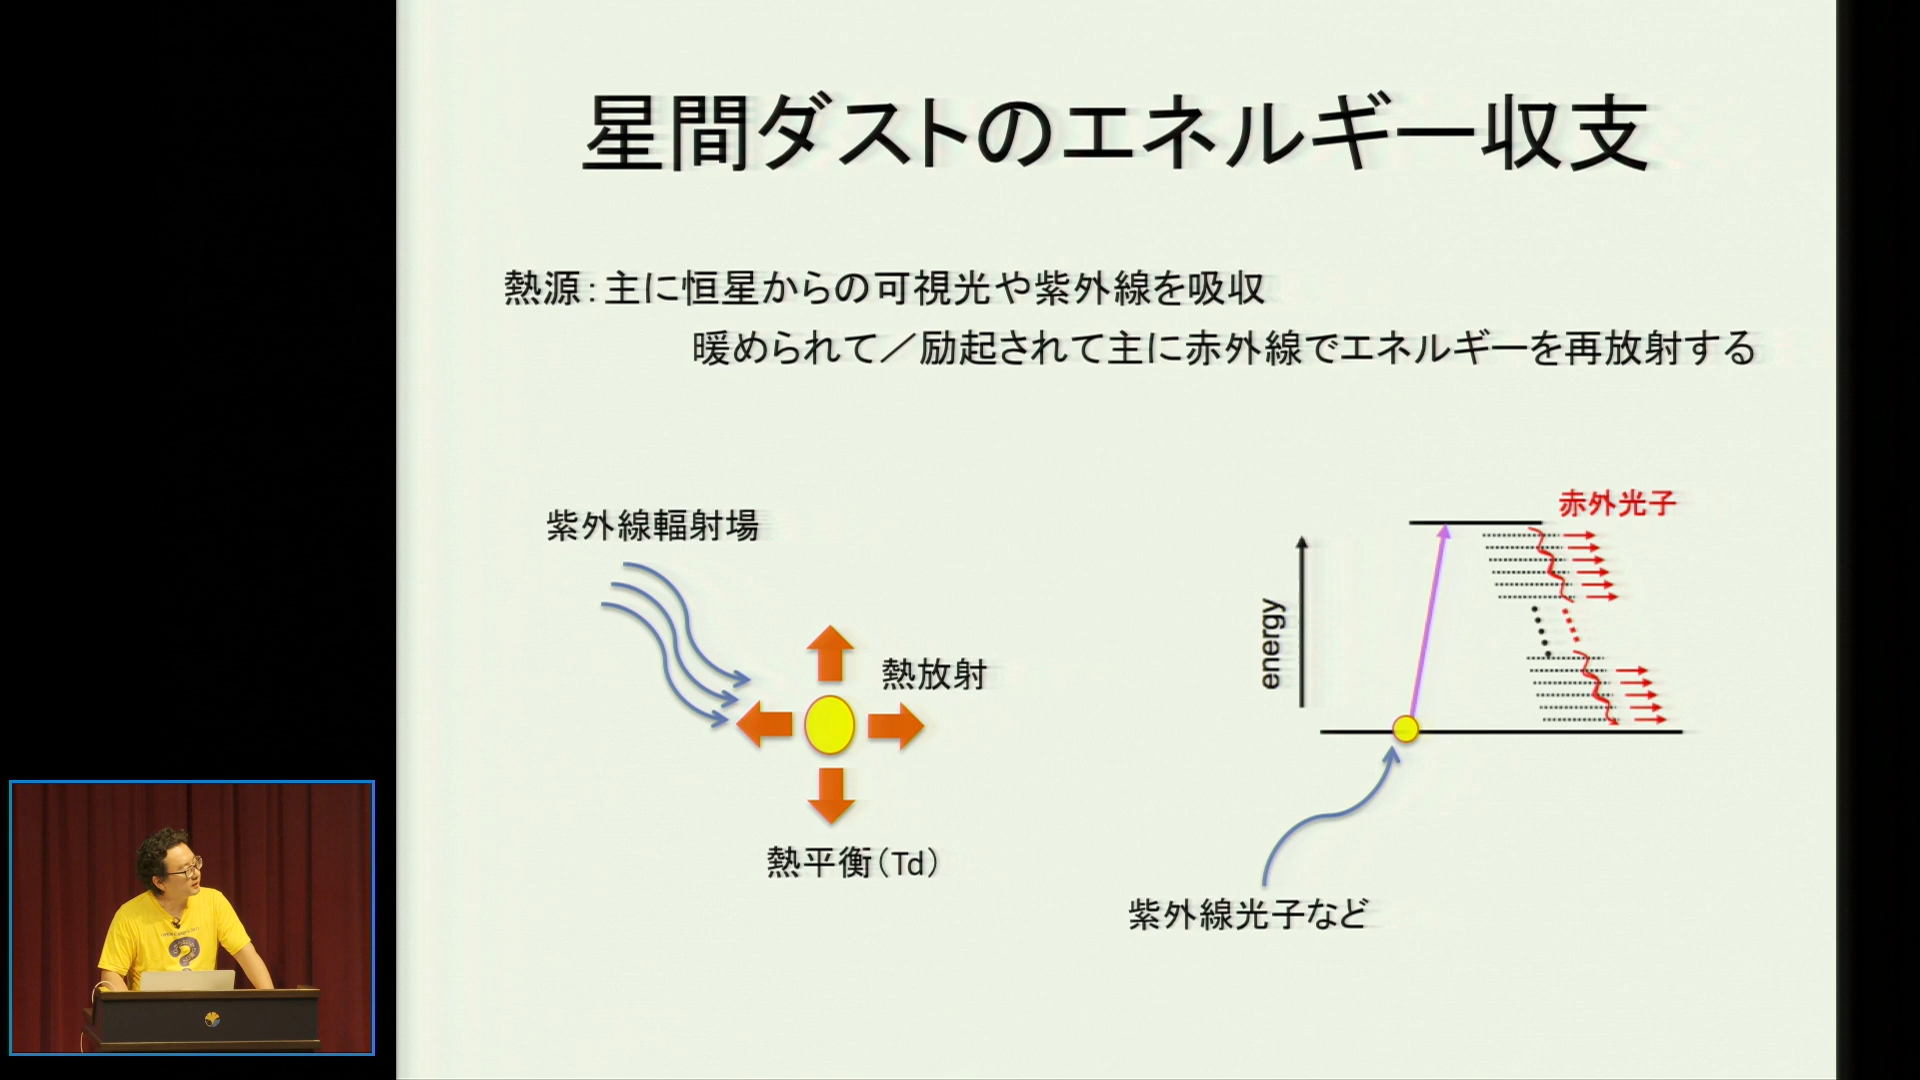 星間ダストのエネルギー収支
熱源：主に恒星からの可視光や紫外線を吸収
暖められて／励起されて主に赤外線でエネルギーを再放射する
紫外線輻射場
熱放射
熱平衡（Td）
赤外光子
energy
紫外線光子など
?